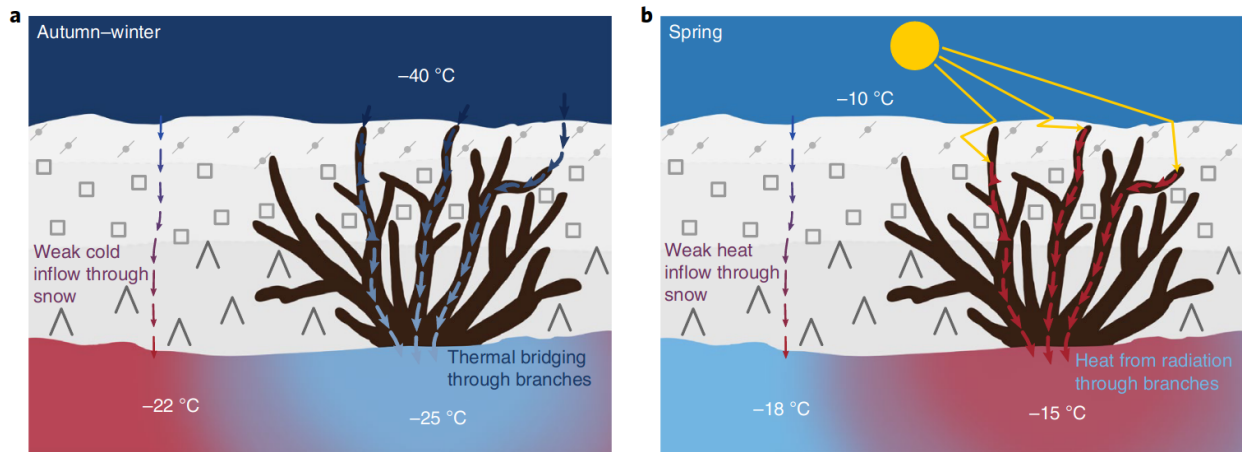 a
Autumn–winter
–40 °C
Weak cold
inflow through
snow
Thermal bridging
through branches
–22 °C
–25 °C
b
Spring
–10 °C
Weak heat
inflow through
snow
Heat from radiation
through branches
–18 °C
–15 °C